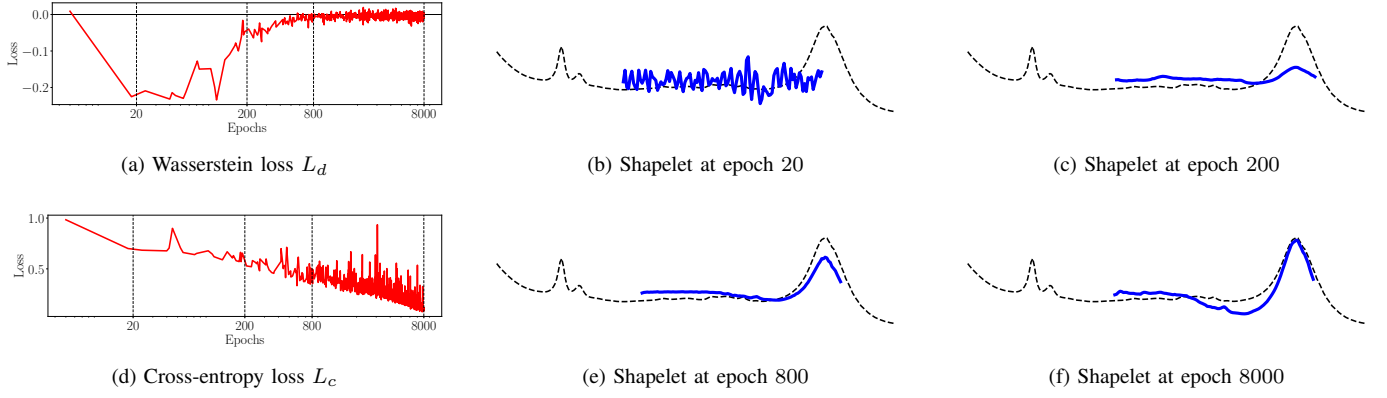 0.0
−0.1
−0.2
Loss
20
200
800
8000
Epochs
(a) Wasserstein loss L_d
(b) Shapelet at epoch 20
(c) Shapelet at epoch 200
1.0
0.5
Loss
20
200
800
8000
Epochs
(d) Cross-entropy loss L_c
(e) Shapelet at epoch 800
(f) Shapelet at epoch 8000